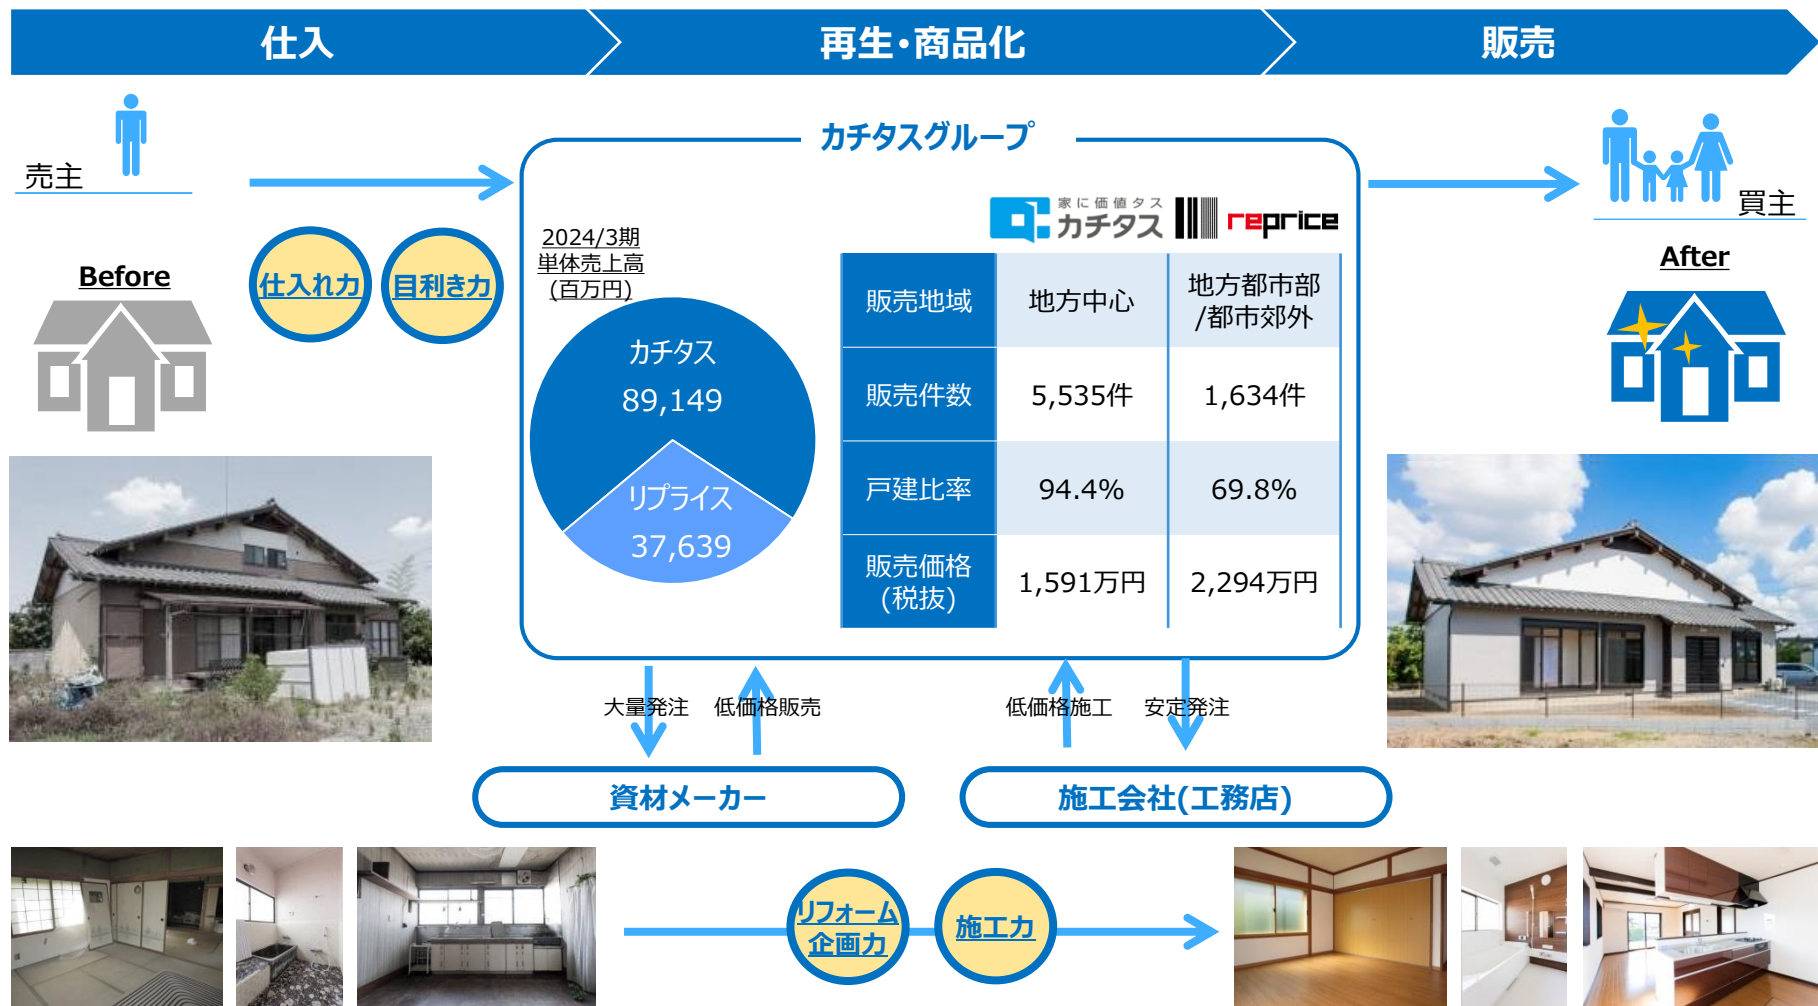 仕入
再生・商品化
販売
売主
カチタスグループ
買主
Before
仕入れ力
目利き力
2024/3期
単体売上高
(百万円)
カチタス
89,149
リプライス
37,639
家に価値タス
カチタス
reprice
販売地域
地方中心
地方都市部
/都市郊外
販売件数
5,535件
1,634件
戸建比率
94.4%
69.8%
販売価格
(税抜)
1,591万円
2,294万円
After
大量発注
低価格販売
低価格施工
安定発注
資材メーカー
施工会社(工務店)
リフォーム
企画力
施工力